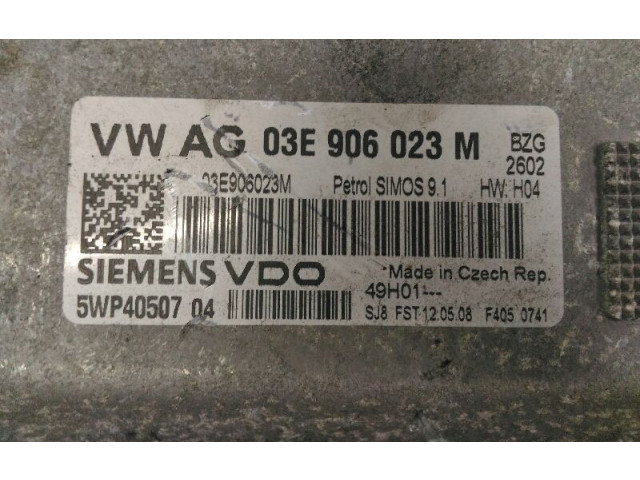 VW AG 03E 906 023 M BZG
2602
03E906023M Petrol SIMOS 9.1 HW: H04
SIEMENS VDO Made in Czech Rep.
49H01---
5WP40507 04 SJ8 FST 12.05.08 F405 0741